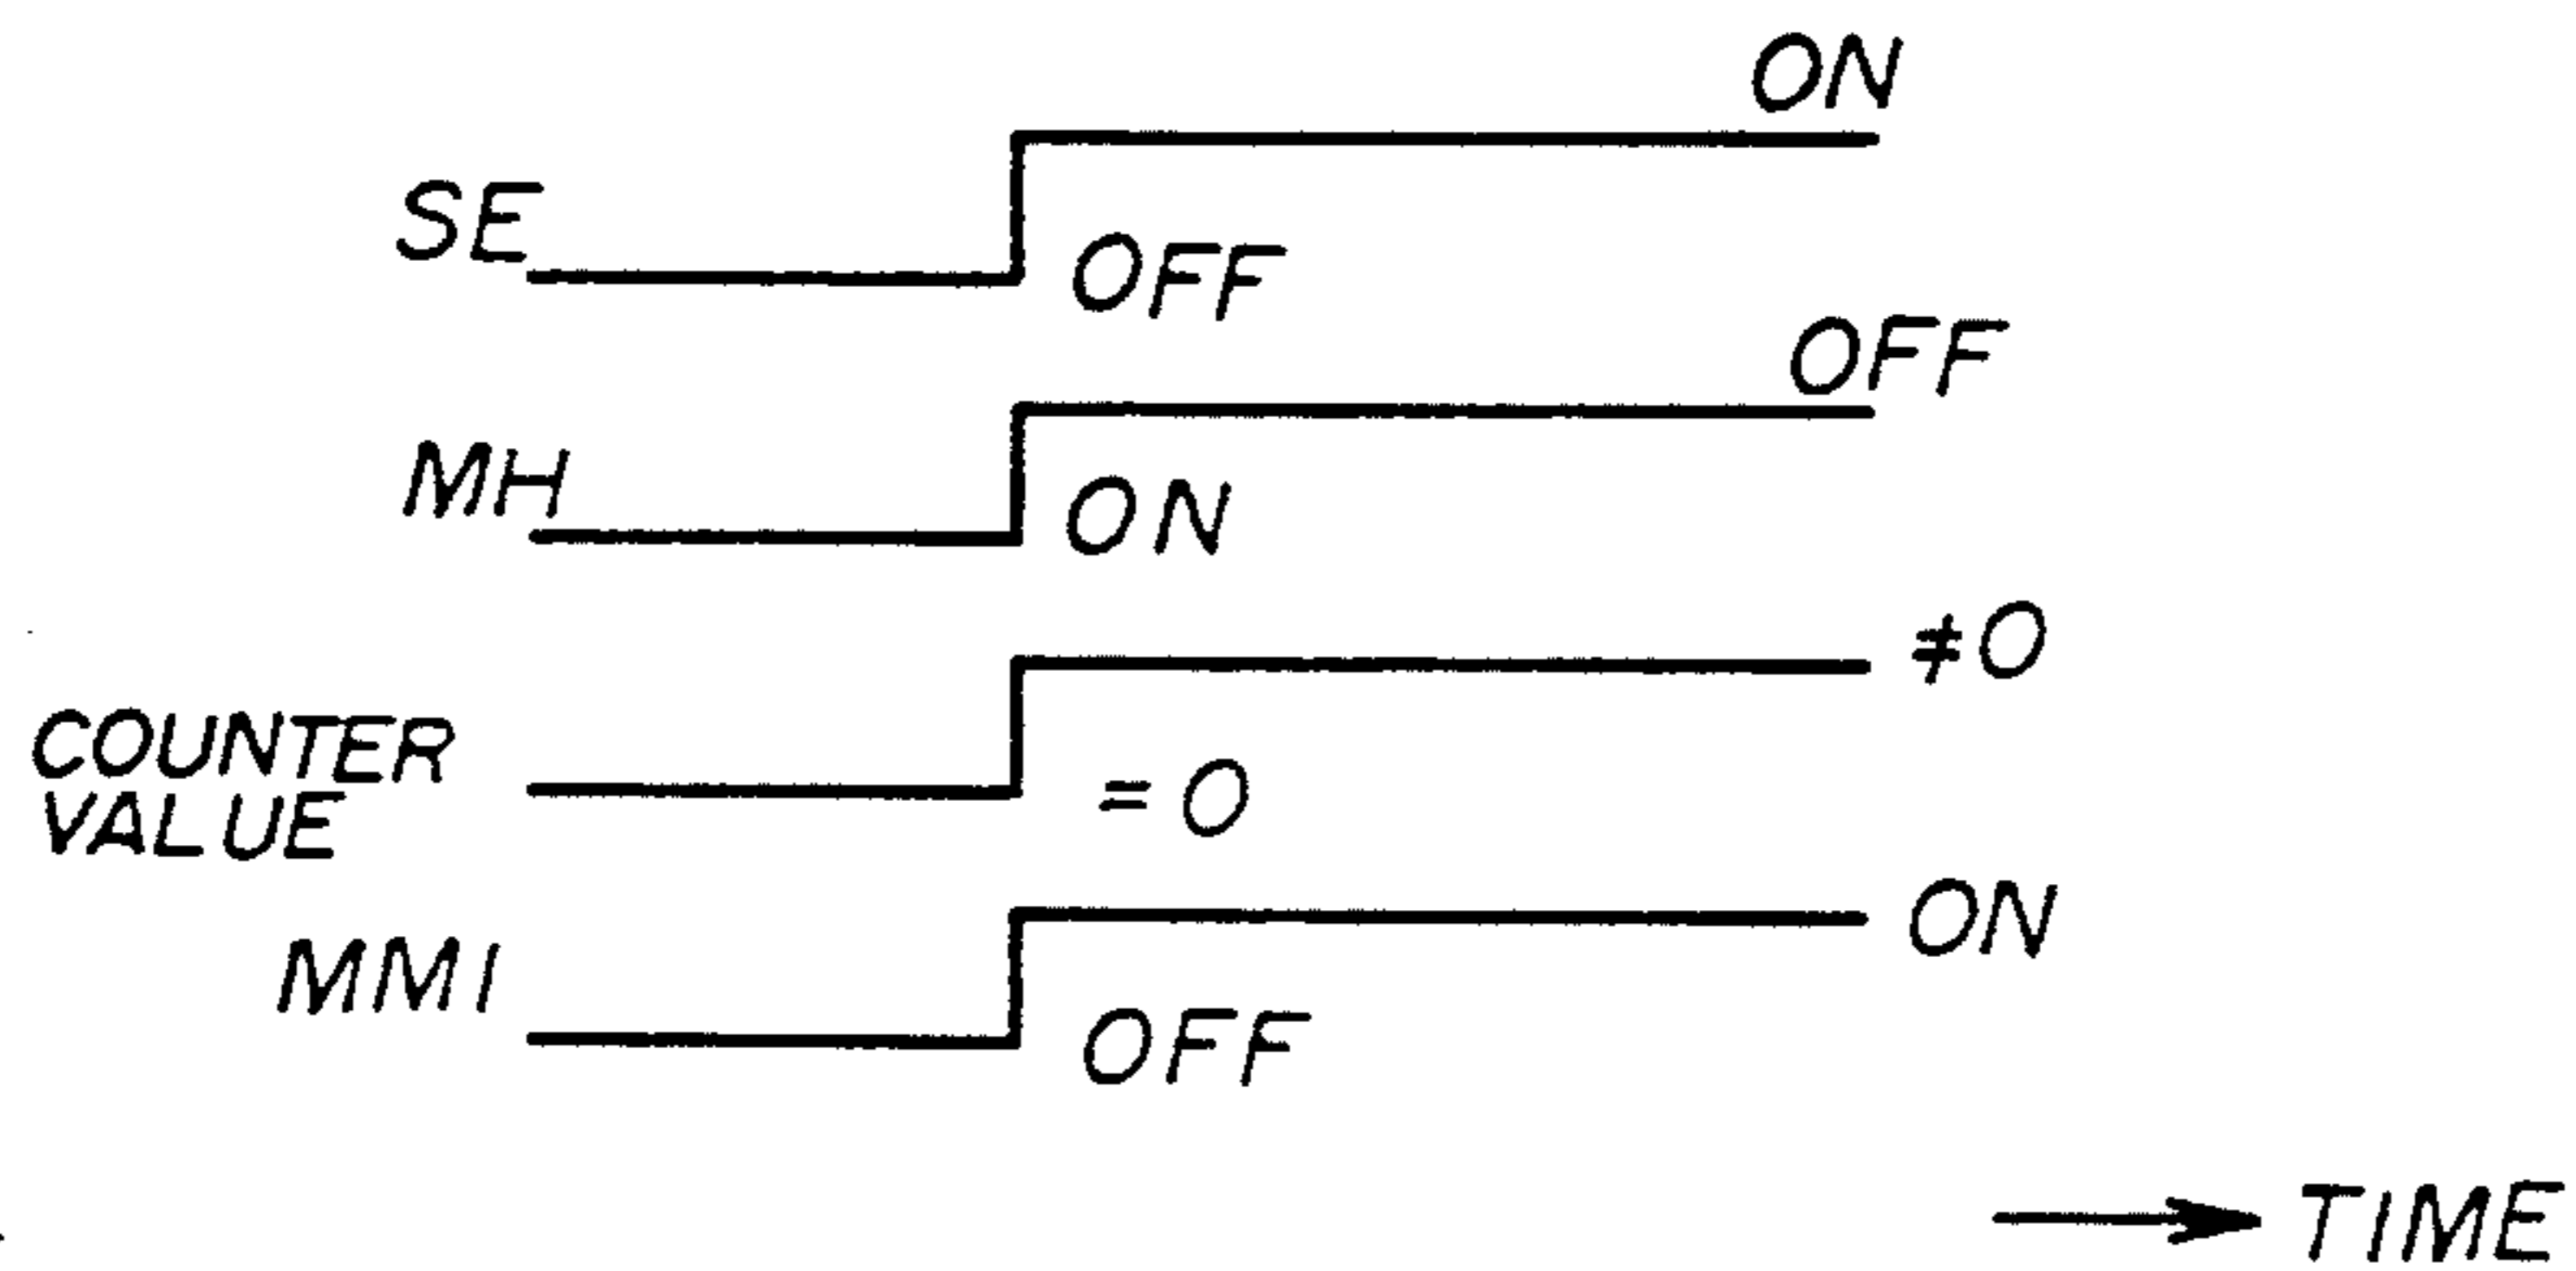 ON
SE
OFF
OFF
MH
ON
≠0
COUNTER
VALUE
=0
ON
MMI
OFF
TIME